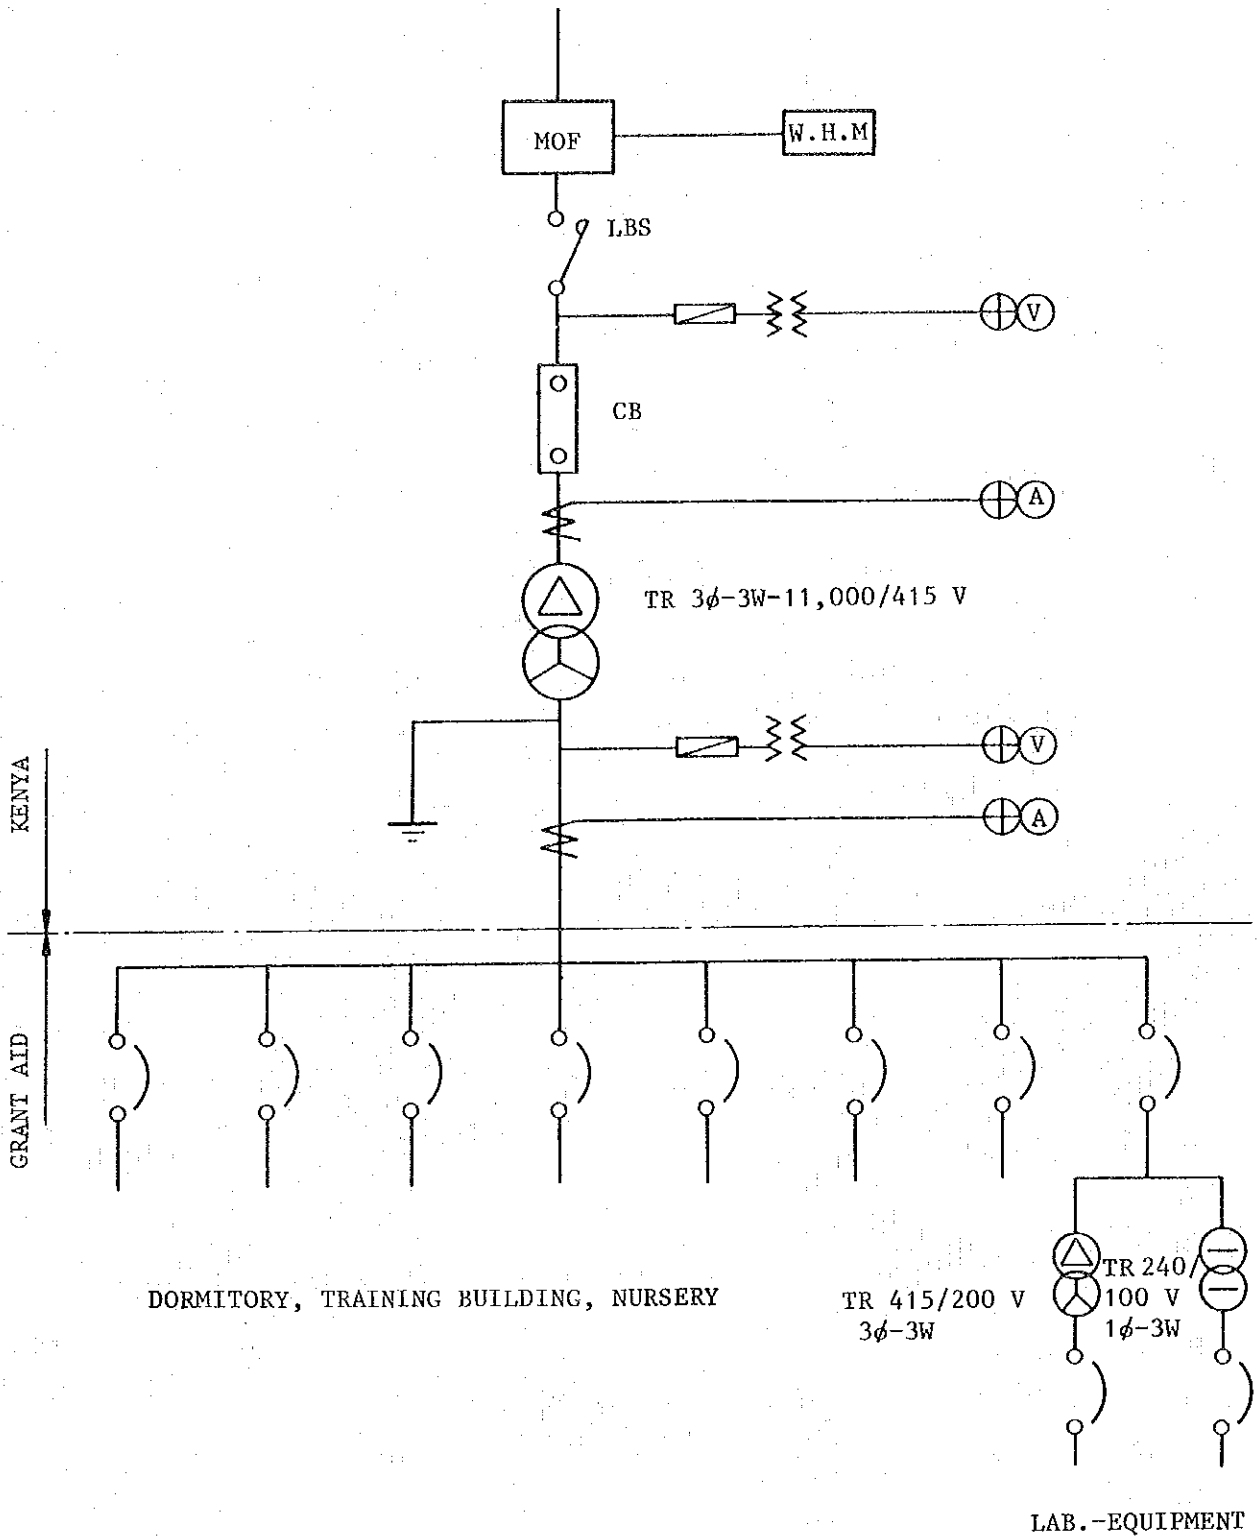 MOF
W.H.M
LBS
V
CB
A
TR 3ϕ-3W-11,000/415 V
V
A
KENYA
GRANT AID
DORMITORY, TRAINING BUILDING, NURSERY
TR 415/200 V
3ϕ-3W
TR 240/
100 V
1ϕ-3W
LAB.-EQUIPMENT